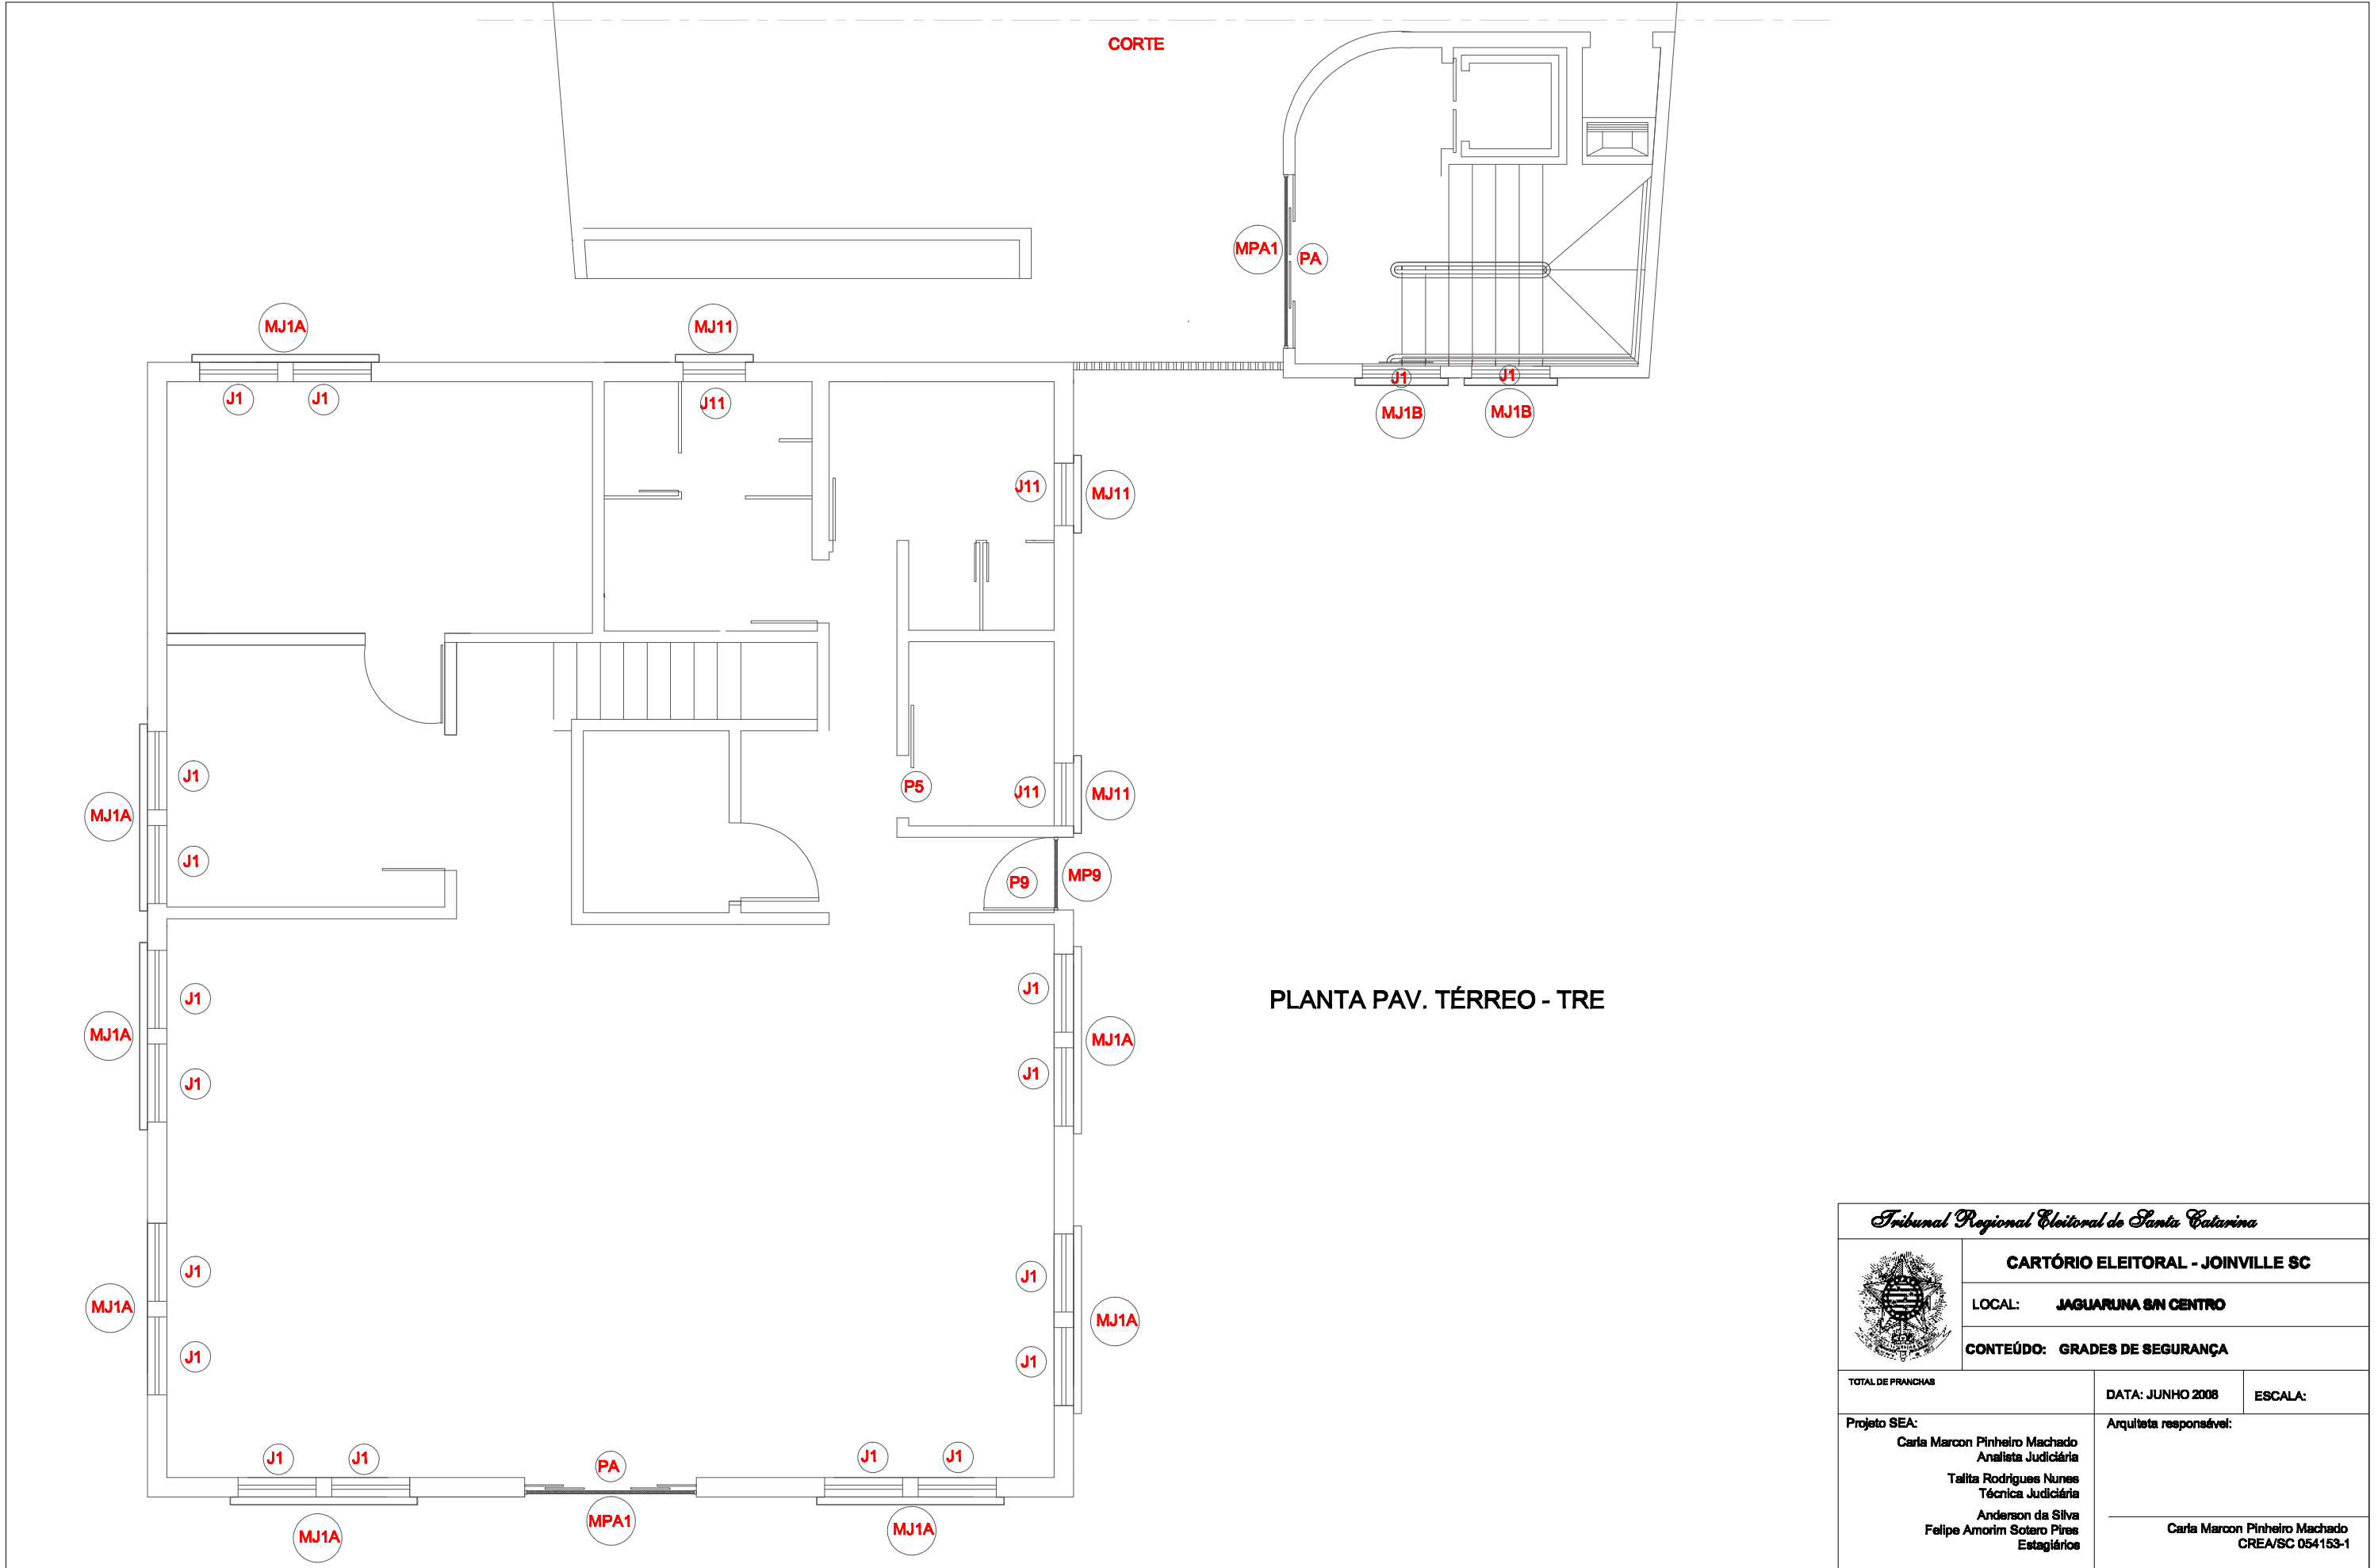 CORTE
MPA1
PA
MJ1A
MJ11
J1
J1
J11
J1
J1
MJ1B
MJ1B
J11
MJ11
J1
MJ1A
J1
P5
J11
MJ11
P9
MP9
J1
MJ1A
J1
J1
MJ1A
J1
PLANTA PAV. TÉRREO - TRE
J1
MJ1A
J1
J1
MJ1A
J1
J1
J1
PA
J1
J1
MJ1A
MPA1
MJ1A
Tribunal Regional Eleitoral de Santa Catarina
CARTÓRIO ELEITORAL - JOINVILLE SC
LOCAL: JAGUARUNA S/N CENTRO
CONTEÚDO: GRADES DE SEGURANÇA
TOTAL DE PRANCHAS
DATA: JUNHO 2008
ESCALA:
Projeto SEA:
Carla Marcon Pinheiro Machado
Analista Judiciária
Talita Rodrigues Nunes
Técnica Judiciária
Anderson da Silva
Felipe Amorim Sotero Pires
Estagiários
Arquiteta responsável:
Carla Marcon Pinheiro Machado
CREA/SC 054153-1